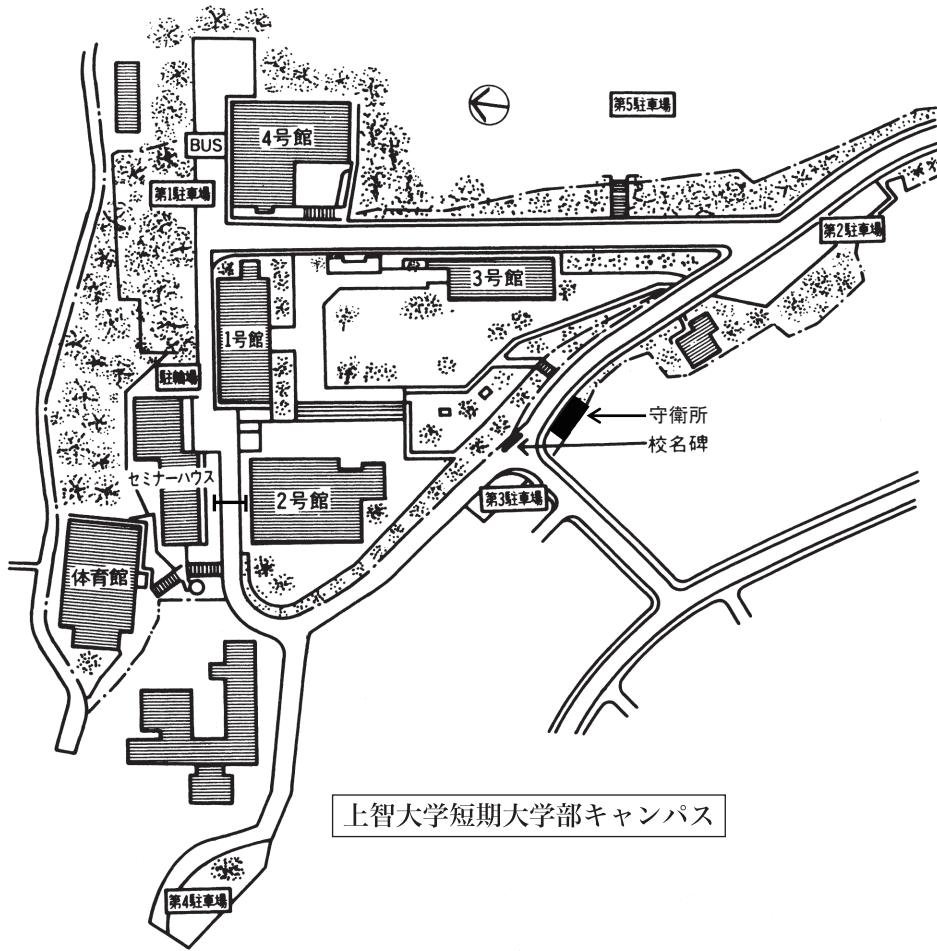 第5駐車場
4号館
BUS
第1駐車場
第2駐車場
3号館
1号館
駐輪場
守衛所
校名碑
セミナーハウス
2号館
第3駐車場
体育館
上智大学短期大学部キャンパス
第4駐車場